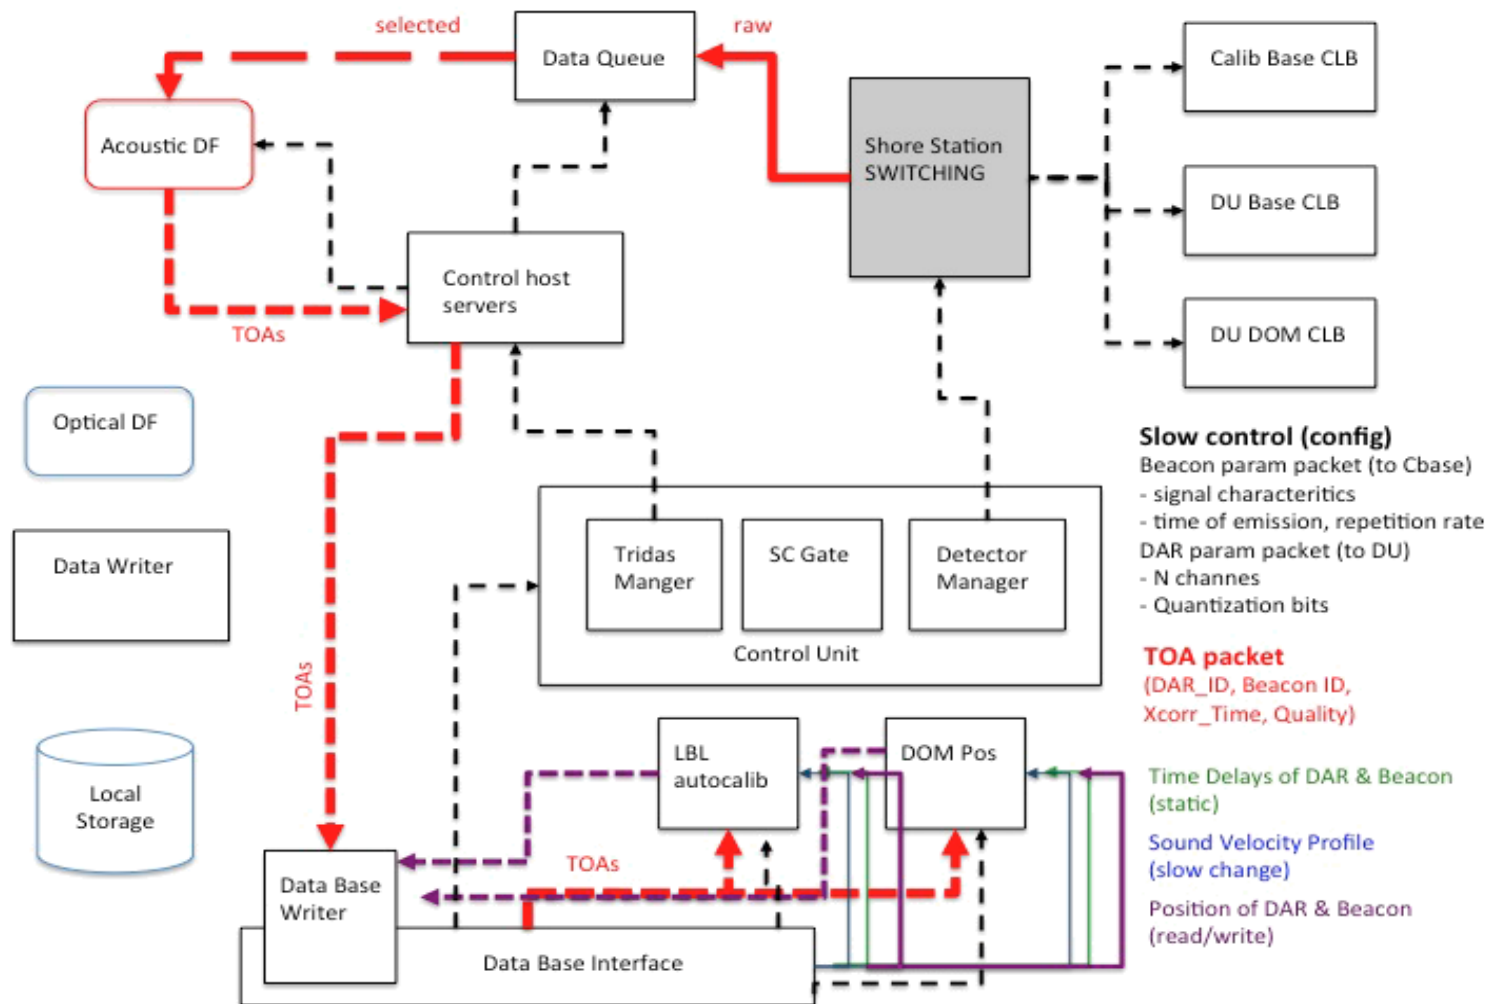 selected
raw
Data Queue
Calib Base CLB
Acoustic DF
Shore Station
SWITCHING
DU Base CLB
Control host
servers
TOAs
DU DOM CLB
Optical DF
Slow control (config)
Beacon param packet (to Cbase)
- signal characteritics
- time of emission, repetition rate
DAR param packet (to DU)
- N channes
- Quantization bits
Data Writer
Tridas
Manger
SC Gate
Detector
Manager
Control Unit
TOAs
TOA packet
(DAR_ID, Beacon ID,
Xcorr_Time, Quality)
LBL
autocalib
DOM Pos
Local
Storage
Time Delays of DAR & Beacon
(static)
Sound Velocity Profile
(slow change)
TOAs
Data Base
Writer
Position of DAR & Beacon
(read/write)
Data Base Interface